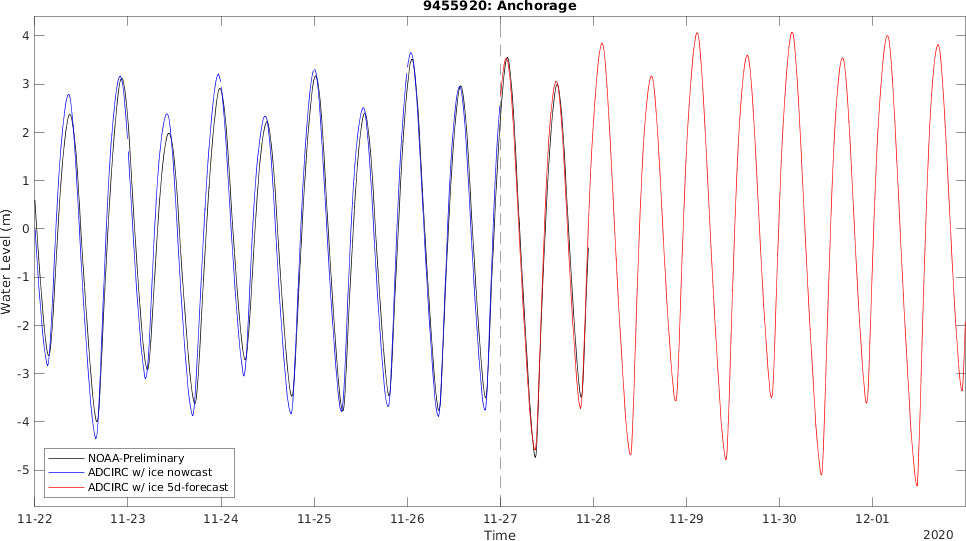 9455920: Anchorage
4
3
2
1
0
-1
-2
-3
-4
-5
Water Level (m)
NOAA-Preliminary
ADCIRC w/ ice nowcast
ADCIRC w/ ice 5d-forecast
11-22 11-23 11-24 11-25 11-26 11-27 11-28 11-29 11-30 12-01
Time
2020